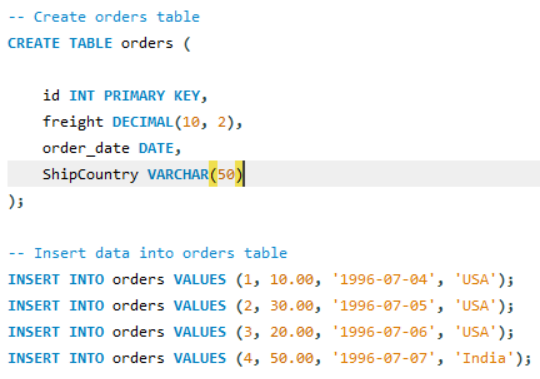 -- Create orders table
CREATE TABLE orders (
id INT PRIMARY KEY,
freight DECIMAL(10, 2),
order_date DATE,
ShipCountry VARCHAR(50)
);
-- Insert data into orders table
INSERT INTO orders VALUES (1, 10.00, '1996-07-04', 'USA');
INSERT INTO orders VALUES (2, 30.00, '1996-07-05', 'USA');
INSERT INTO orders VALUES (3, 20.00, '1996-07-06', 'USA');
INSERT INTO orders VALUES (4, 50.00, '1996-07-07', 'India');